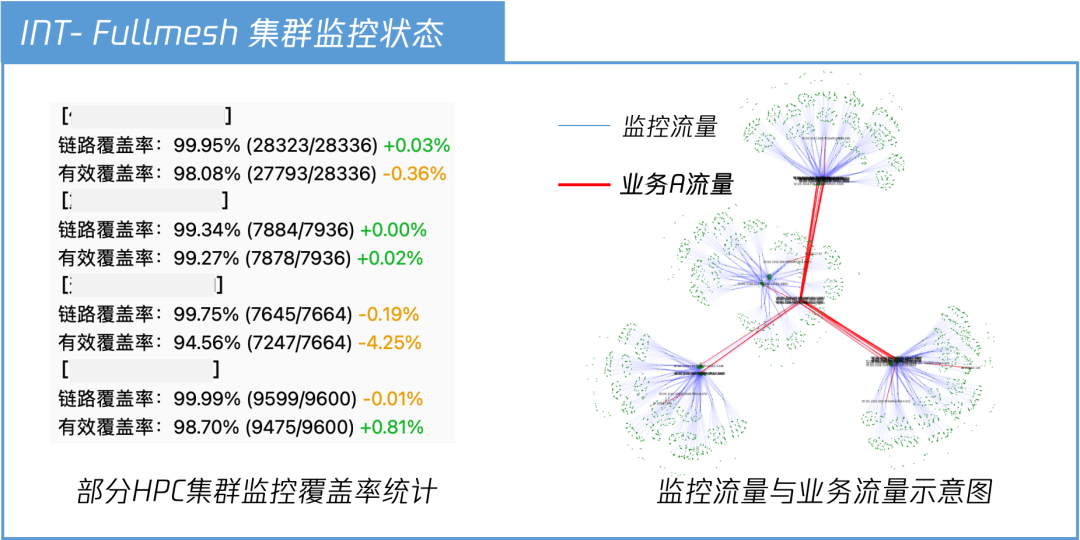 INT- Fullmesh 集群监控状态
[ ]
链路覆盖率：99.95% (28323/28336) +0.03%
有效覆盖率：98.08% (27793/28336) -0.36%
[ ]
链路覆盖率：99.34% (7884/7936) +0.00%
有效覆盖率：99.27% (7878/7936) +0.02%
[ ]
链路覆盖率：99.75% (7645/7664) -0.19%
有效覆盖率：94.56% (7247/7664) -4.25%
[ ]
链路覆盖率：99.99% (9599/9600) -0.01%
有效覆盖率：98.70% (9475/9600) +0.81%
部分HPC集群监控覆盖率统计
监控流量
业务A流量
监控流量与业务流量示意图